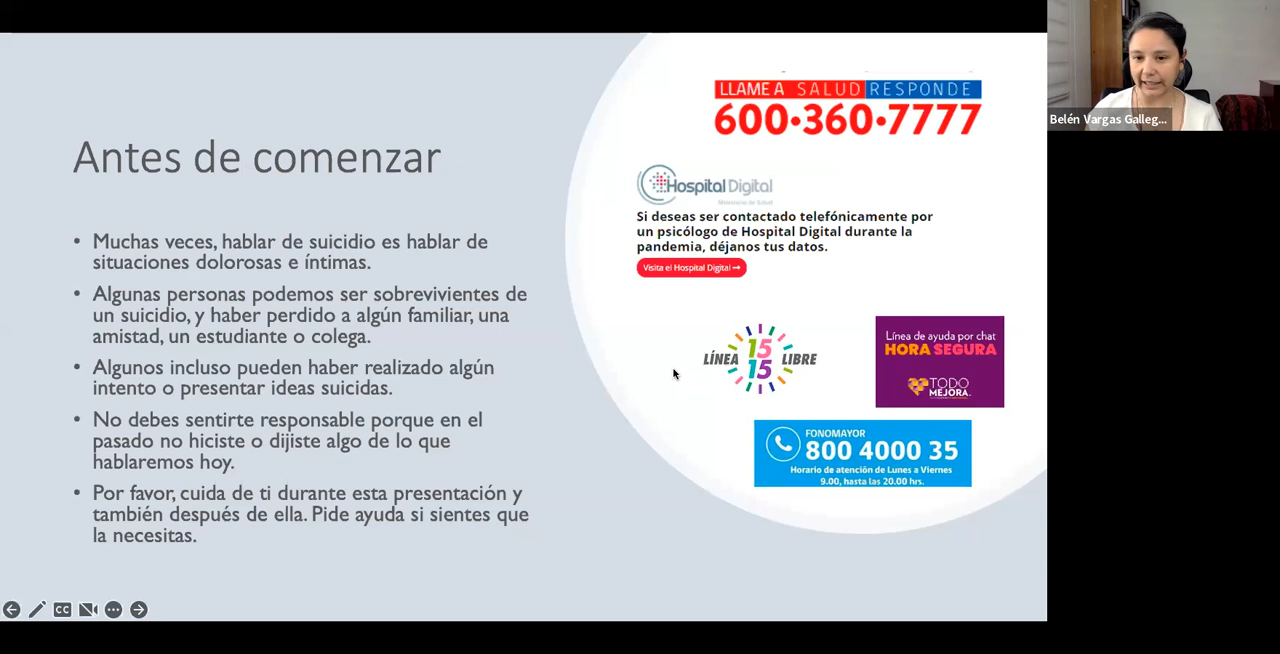 Antes de comenzar
• Muchas veces, hablar de suicidio es hablar de
situaciones dolorosas e íntimas.
• Algunas personas podemos ser sobrevivientes de
un suicidio, y haber perdido a algún familiar, una
amistad, un estudiante o colega.
• Algunos incluso pueden haber realizado algún
intento o presentar ideas suicidas.
• No debes sentirte responsable porque en el
pasado no hiciste o dijiste algo de lo que
hablaremos hoy.
• Por favor, cuida de ti durante esta presentación y
también después de ella. Pide ayuda si sientes que
la necesitas.
LLAME A SALUD RESPONDE
600•360•7777
Hospital Digital
Ministerio de Salud
Si deseas ser contactado telefónicamente por
un psicólogo de Hospital Digital durante la
pandemia, déjanos tus datos.
Visita el Hospital Digital →
LÍNEA 15 15 LIBRE
Línea de ayuda por chat
HORA SEGURA
TODO
MEJORA
FONOMAYOR
800 4000 35
Horario de atención de Lunes a Viernes
9.00, hasta las 20.00 hrs.
Belén Vargas Galleg...
CC